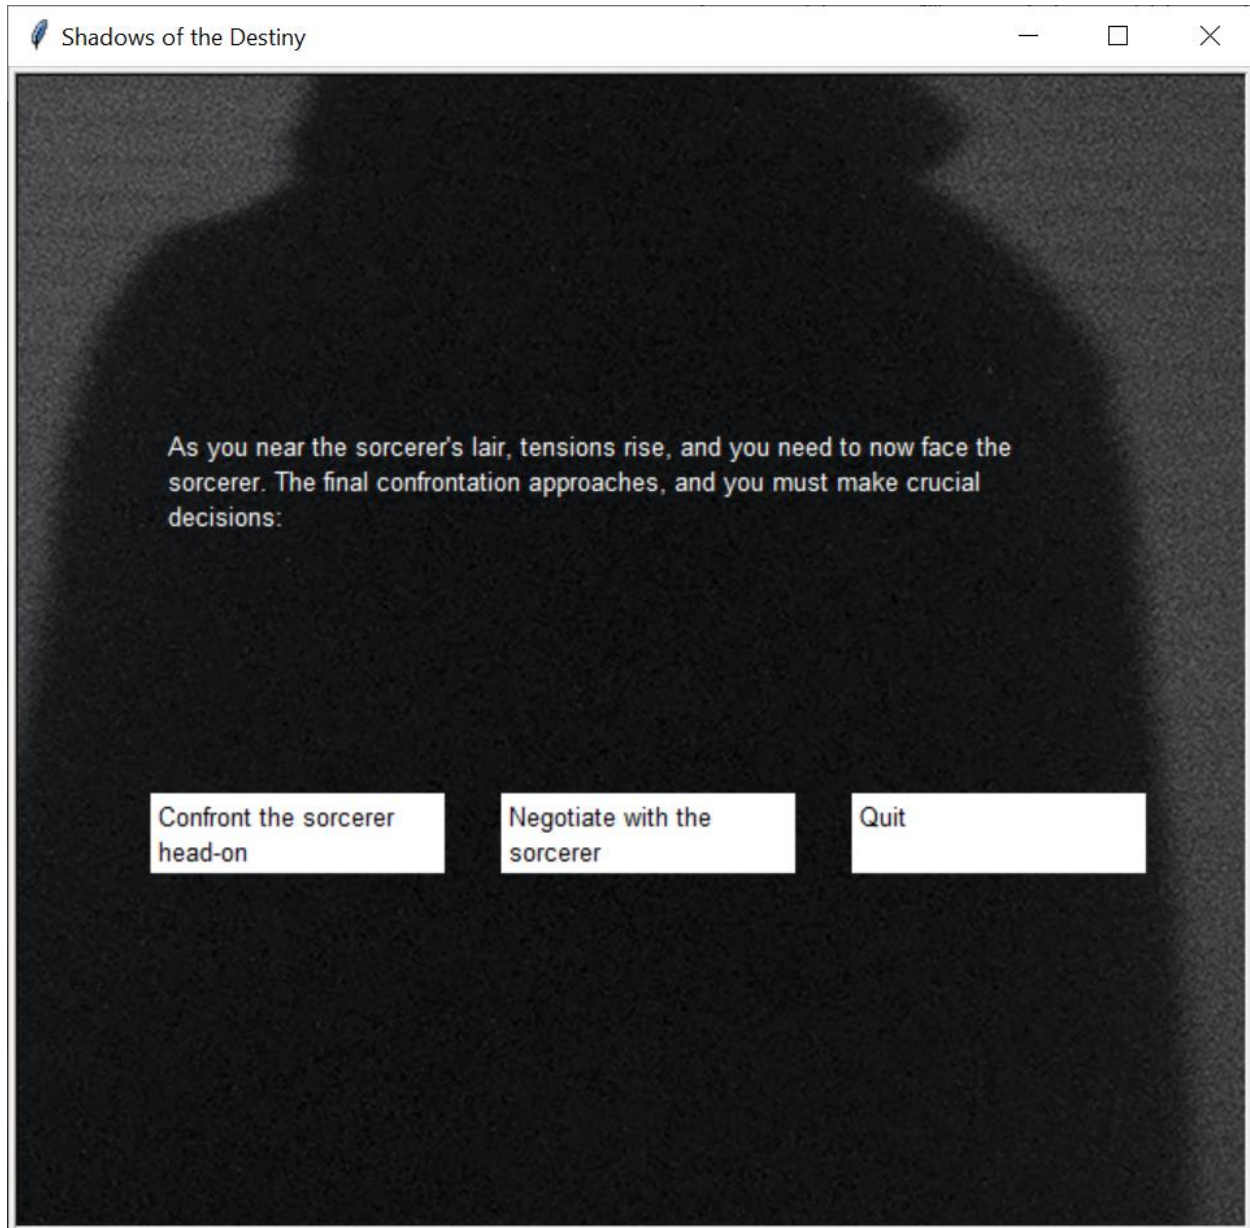 Shadows of the Destiny
As you near the sorcerer's lair, tensions rise, and you need to now face the
sorcerer. The final confrontation approaches, and you must make crucial
decisions:
Confront the sorcerer
head-on
Negotiate with the
sorcerer
Quit